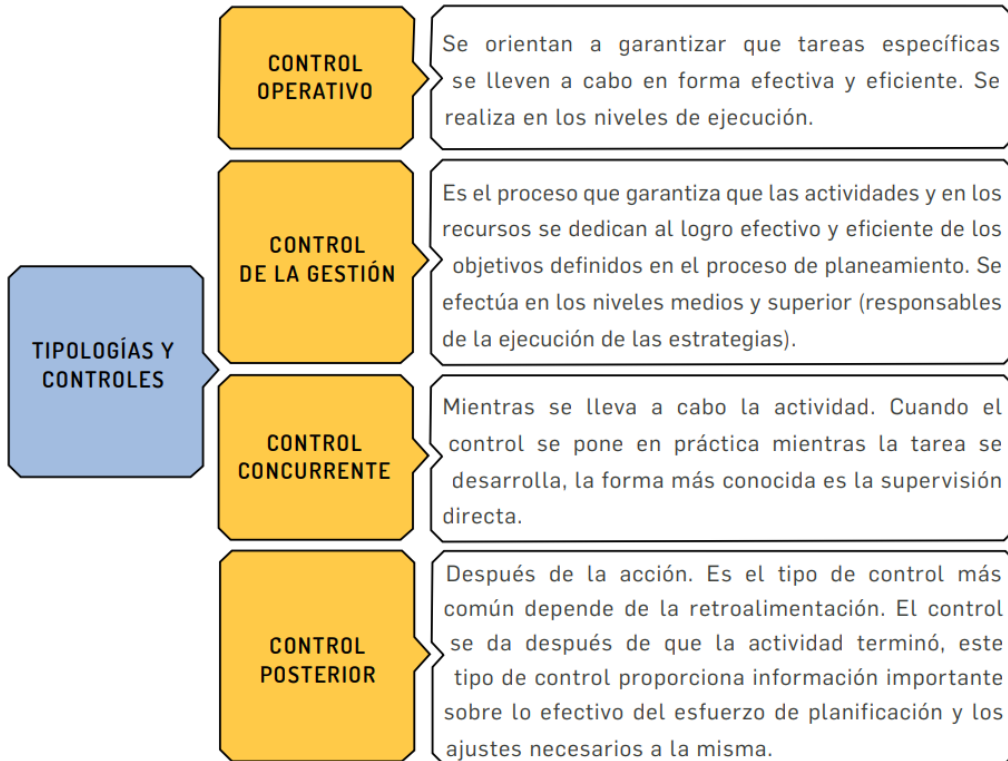 TIPOLOGÍAS Y
CONTROLES
CONTROL
OPERATIVO
Se orientan a garantizar que tareas específicas
se lleven a cabo en forma efectiva y eficiente. Se
realiza en los niveles de ejecución.
CONTROL
DE LA GESTIÓN
Es el proceso que garantiza que las actividades y en los
recursos se dedican al logro efectivo y eficiente de los
objetivos definidos en el proceso de planeamiento. Se
efectúa en los niveles medios y superior (responsables
de la ejecución de las estrategias).
CONTROL
CONCURRENTE
Mientras se lleva a cabo la actividad. Cuando el
control se pone en práctica mientras la tarea se
desarrolla, la forma más conocida es la supervisión
directa.
CONTROL
POSTERIOR
Después de la acción. Es el tipo de control más
común depende de la retroalimentación. El control
se da después de que la actividad terminó, este
tipo de control proporciona información importante
sobre lo efectivo del esfuerzo de planificación y los
ajustes necesarios a la misma.